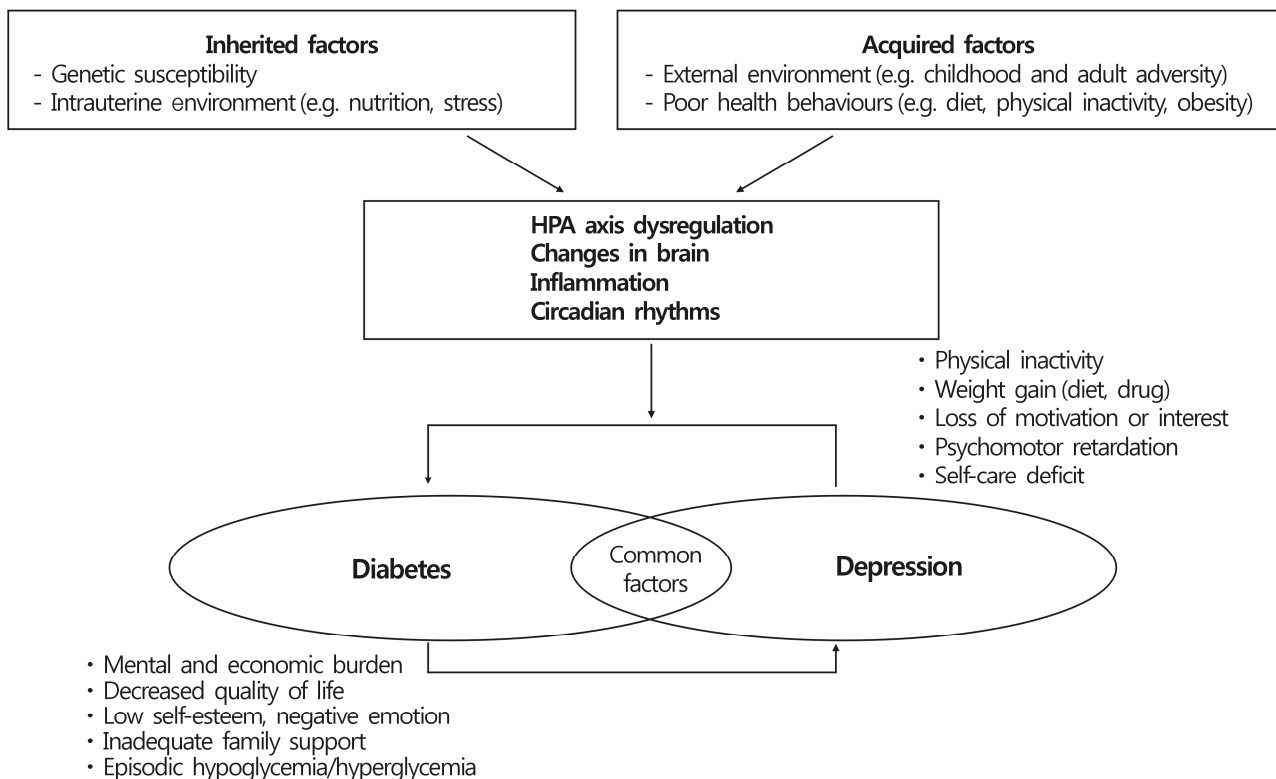 Inherited factors
- Genetic susceptibility
- Intrauterine environment (e.g. nutrition, stress)
Acquired factors
- External environment (e.g. childhood and adult adversity)
- Poor health behaviours (e.g. diet, physical inactivity, obesity)
HPA axis dysregulation
Changes in brain
Inflammation
Circadian rhythms
• Physical inactivity
• Weight gain (diet, drug)
• Loss of motivation or interest
• Psychomotor retardation
• Self-care deficit
Diabetes
Common
factors
Depression
• Mental and economic burden
• Decreased quality of life
• Low self-esteem, negative emotion
• Inadequate family support
• Episodic hypoglycemia/hyperglycemia